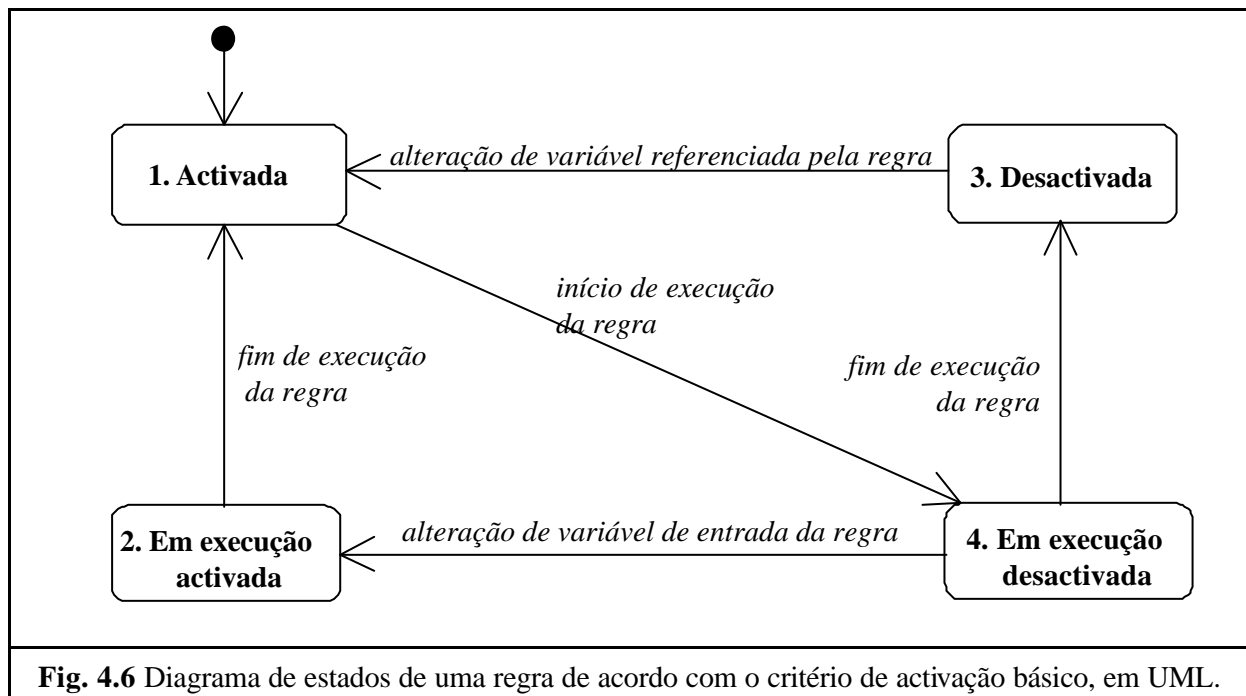 1. Activada
alteração de variável referenciada pela regra
3. Desactivada
início de execução
da regra
fim de execução
da regra
fim de execução
da regra
2. Em execução
activada
alteração de variável de entrada da regra
4. Em execução
desactivada
Fig. 4.6 Diagrama de estados de uma regra de acordo com o critério de activação básico, em UML.